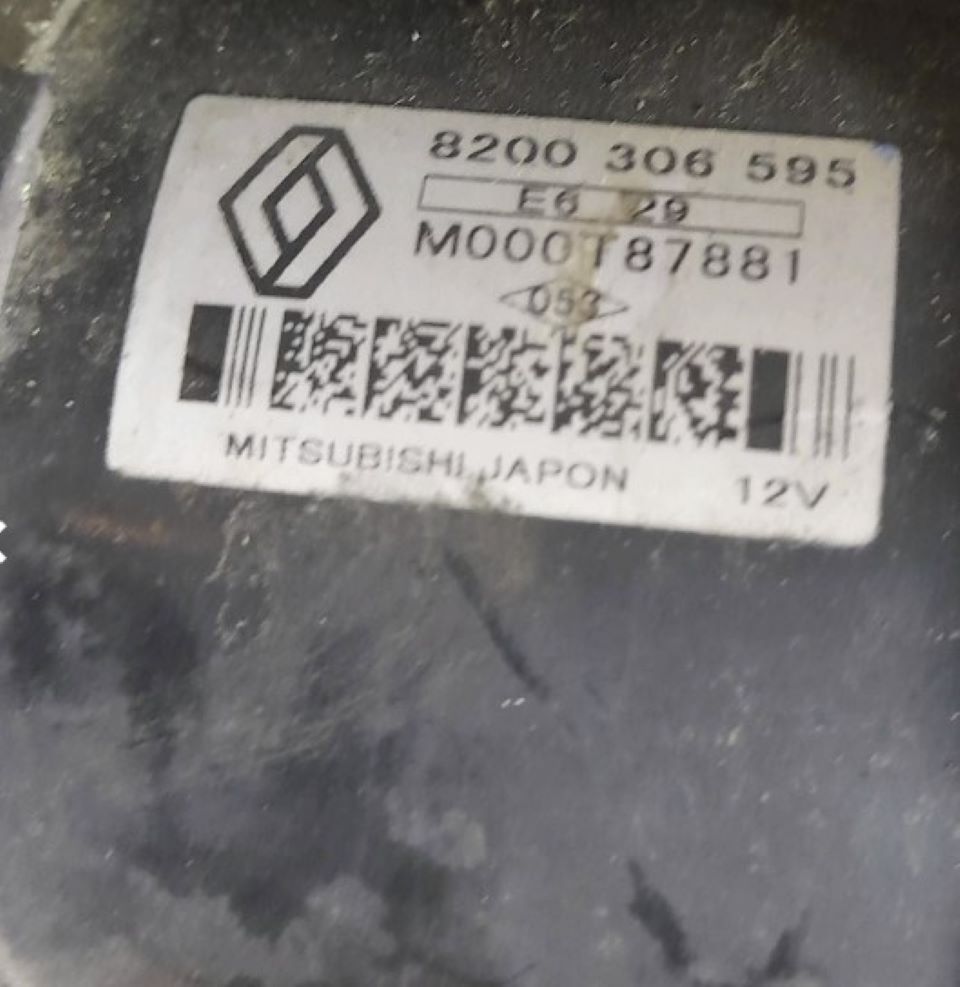 8200 306 595
E6 29
M000T87881
053
MITSUBISHI JAPON
12V